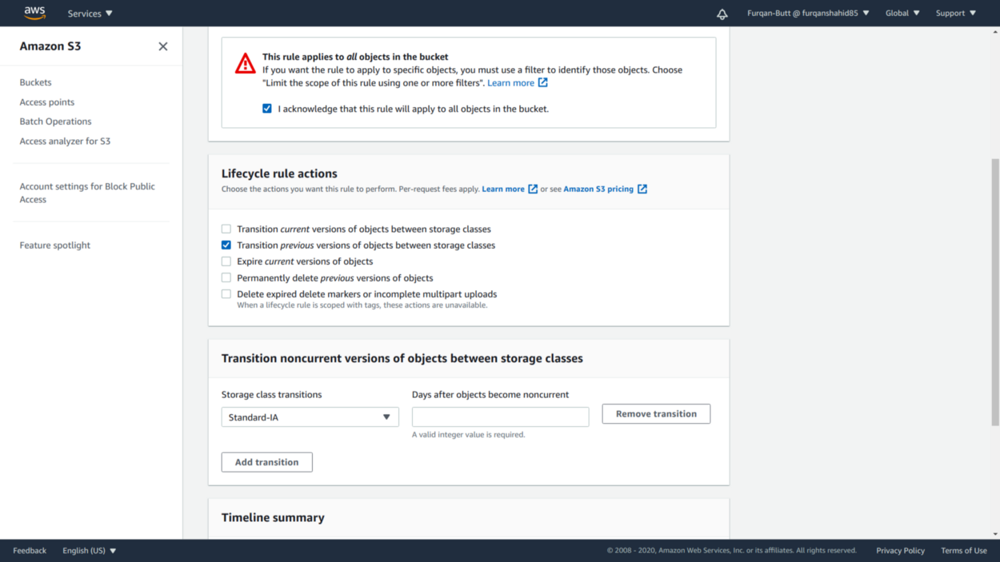 aws
Services
Furqan-Butt @ furqanshahid85
Global
Support
Amazon S3
Buckets
Access points
Batch Operations
Access analyzer for S3
Account settings for Block Public
Access
Feature spotlight
This rule applies to all objects in the bucket
If you want the rule to apply to specific objects, you must use a filter to identify those objects. Choose
"Limit the scope of this rule using one or more filters". Learn more
I acknowledge that this rule will apply to all objects in the bucket.
Lifecycle rule actions
Choose the actions you want this rule to perform. Per-request fees apply. Learn more or see Amazon S3 pricing
Transition current versions of objects between storage classes
Transition previous versions of objects between storage classes
Expire current versions of objects
Permanently delete previous versions of objects
Delete expired delete markers or incomplete multipart uploads
When a lifecycle rule is scoped with tags, these actions are unavailable.
Transition noncurrent versions of objects between storage classes
Storage class transitions
Days after objects become noncurrent
Standard-IA
Remove transition
A valid integer value is required.
Add transition
Timeline summary
Feedback
English (US)
© 2008 - 2020, Amazon Web Services, Inc. or its affiliates. All rights reserved.
Privacy Policy
Terms of Use